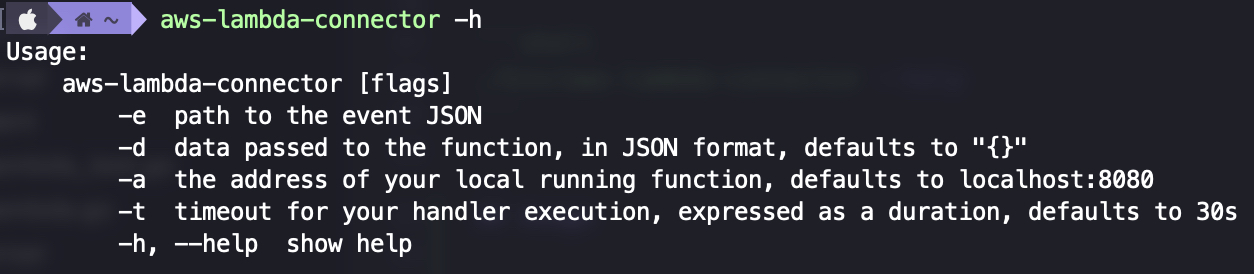 ~ aws-lambda-connector -h
Usage:
aws-lambda-connector [flags]
-e path to the event JSON
-d data passed to the function, in JSON format, defaults to "{}"
-a the address of your local running function, defaults to localhost:8080
-t timeout for your handler execution, expressed as a duration, defaults to 30s
-h, --help show help